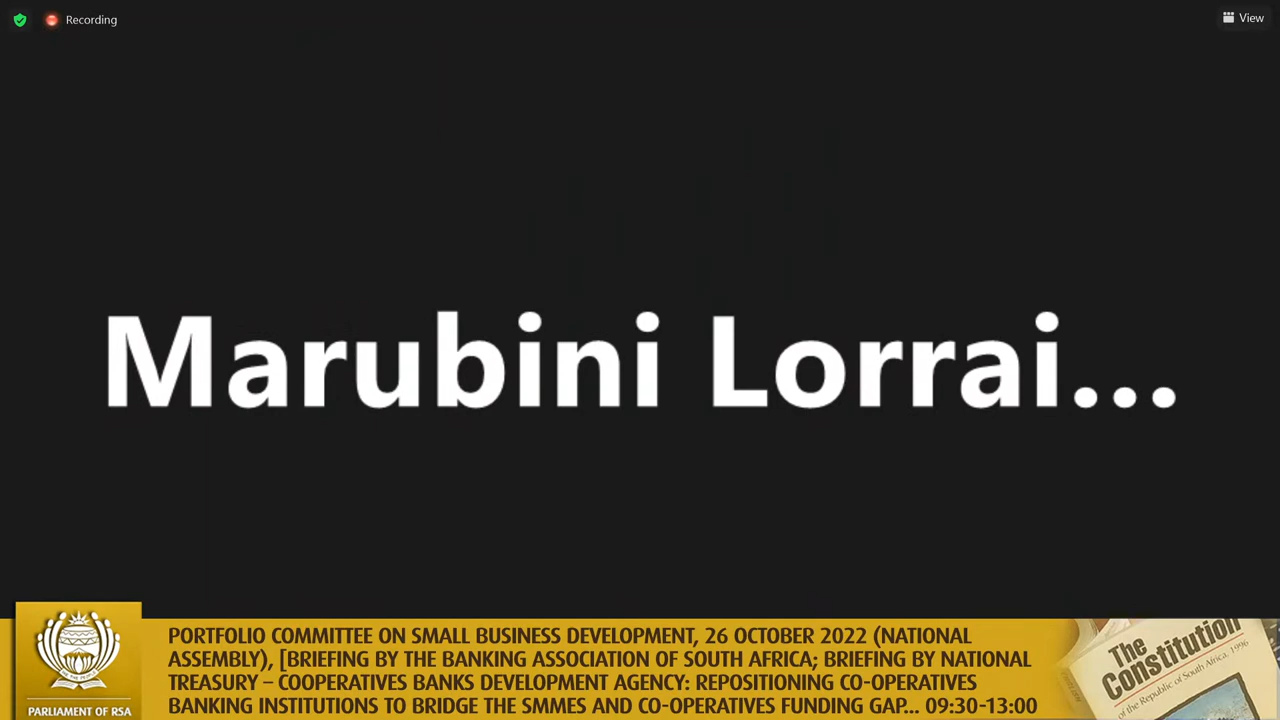 Recording
View
Marubini Lorrai...
PORTFOLIO COMMITTEE ON SMALL BUSINESS DEVELOPMENT, 26 OCTOBER 2022 (NATIONAL
ASSEMBLY), [BRIEFING BY THE BANKING ASSOCIATION OF SOUTH AFRICA; BRIEFING BY NATIONAL
TREASURY – COOPERATIVES BANKS DEVELOPMENT AGENCY: REPOSITIONING CO-OPERATIVES
BANKING INSTITUTIONS TO BRIDGE THE SMMES AND CO-OPERATIVES FUNDING GAP... 09:30-13:00
PARLIAMENT OF RSA
The
Constitution
of the Republic of South Africa, 1996